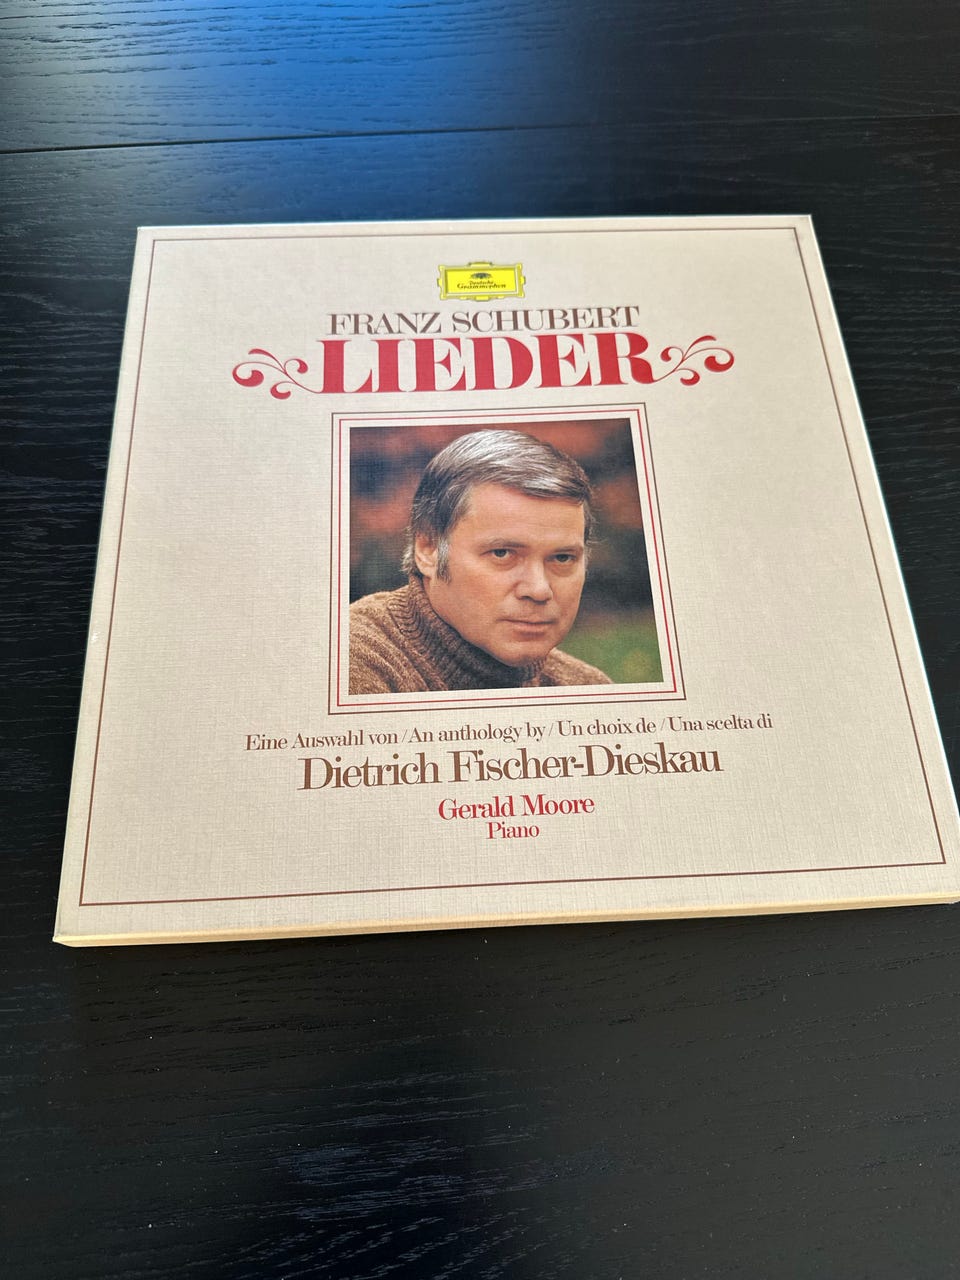 Deutsche
Grammophon
FRANZ SCHUBERT
LIEDER
Eine Auswahl von / An anthology by / Un choix de / Una scelta di
Dietrich Fischer-Dieskau
Gerald Moore
Piano